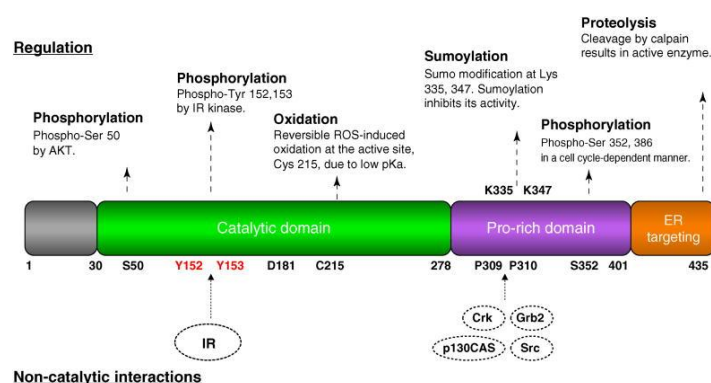 Regulation
Proteolysis
Cleavage by calpain
results in active enzyme.
Sumoylation
Sumo modification at Lys
335, 347. Sumoylation
inhibits its activity.
Phosphorylation
Phospho-Tyr 152,153
by IR kinase.
Phosphorylation
Phospho-Ser 50
by AKT.
Oxidation
Reversible ROS-induced
oxidation at the active site,
Cys 215, due to low pKa.
Phosphorylation
Phospho-Ser 352, 386
in a cell cycle-dependent manner.
K335 K347
Catalytic domain
Pro-rich domain
ER
targeting
1 30 S50 Y152 Y153 D181 C215 278 P309 P310 S352 401 435
IR
Crk Grb2
p130CAS Src
Non-catalytic interactions